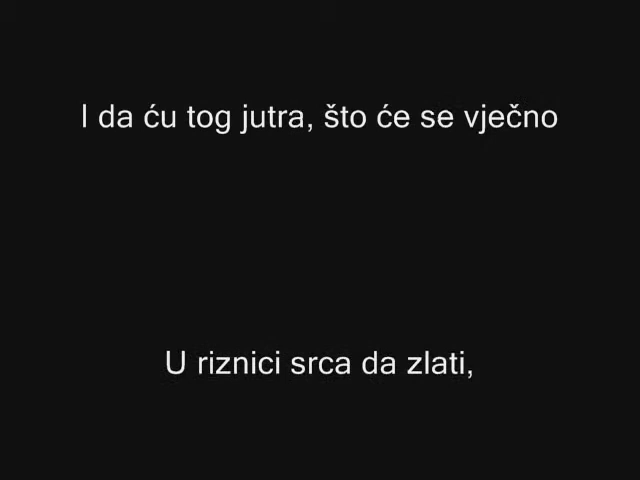 I da ću tog jutra, što će se vječno
U riznici srca da zlati,